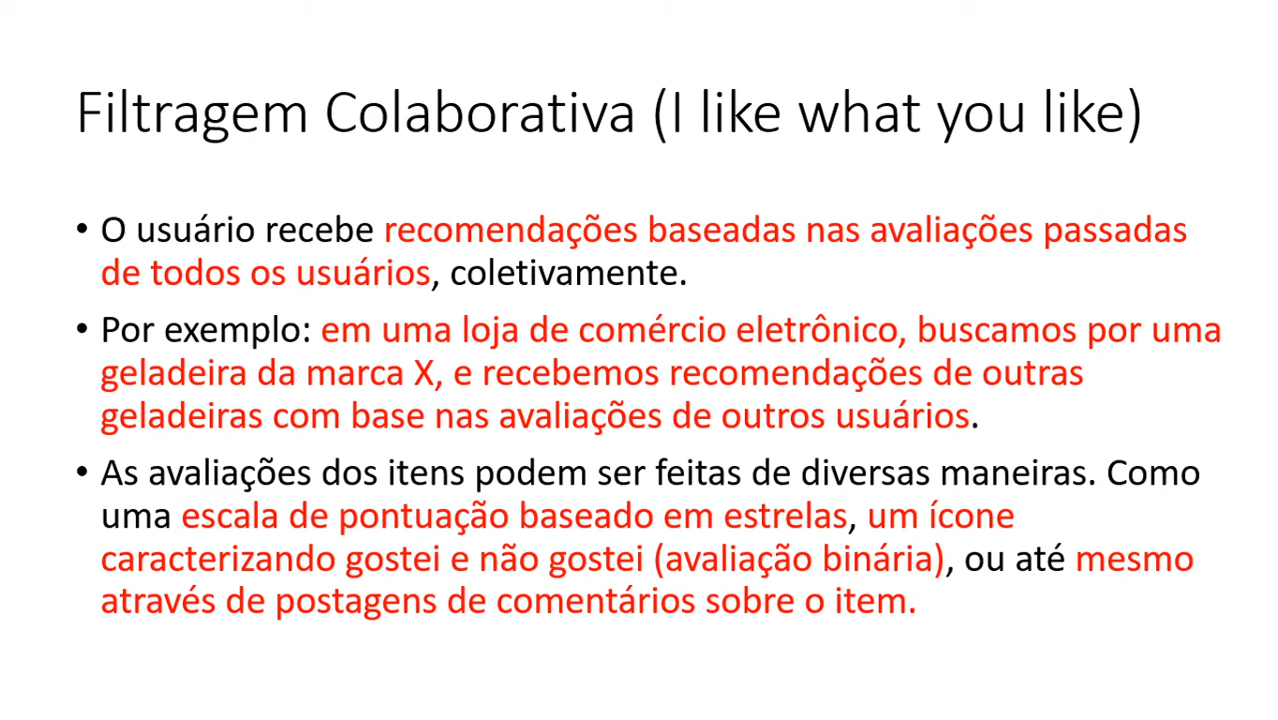 Filtragem Colaborativa (I like what you like)
• O usuário recebe recomendações baseadas nas avaliações passadas
de todos os usuários, coletivamente.
• Por exemplo: em uma loja de comércio eletrônico, buscamos por uma
geladeira da marca X, e recebemos recomendações de outras
geladeiras com base nas avaliações de outros usuários.
• As avaliações dos itens podem ser feitas de diversas maneiras. Como
uma escala de pontuação baseado em estrelas, um ícone
caracterizando gostei e não gostei (avaliação binária), ou até mesmo
através de postagens de comentários sobre o item.